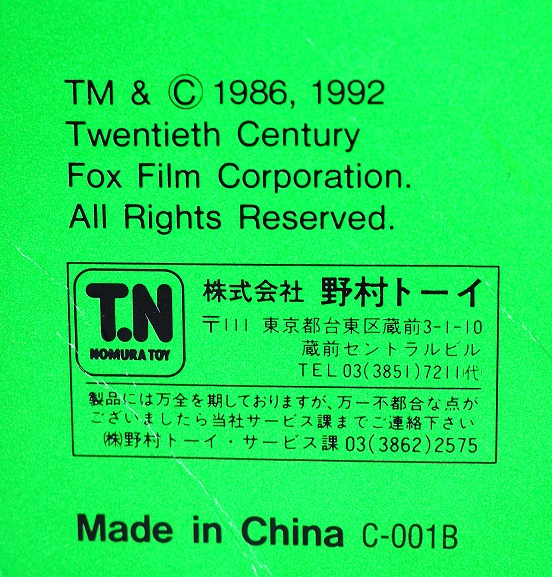 TM & © 1986, 1992
Twentieth Century
Fox Film Corporation.
All Rights Reserved.
T.N
NOMURA TOY
株式会社 野村トーイ
〒111 東京都台東区蔵前3-1-10
蔵前セントラルビル
TEL 03(3851)7211代
製品には万全を期しておりますが、万一不都合な点が
ございましたら当社サービス課までご連絡下さい
㈱野村トーイ・サービス課 03(3862)2575
Made in China C-001B